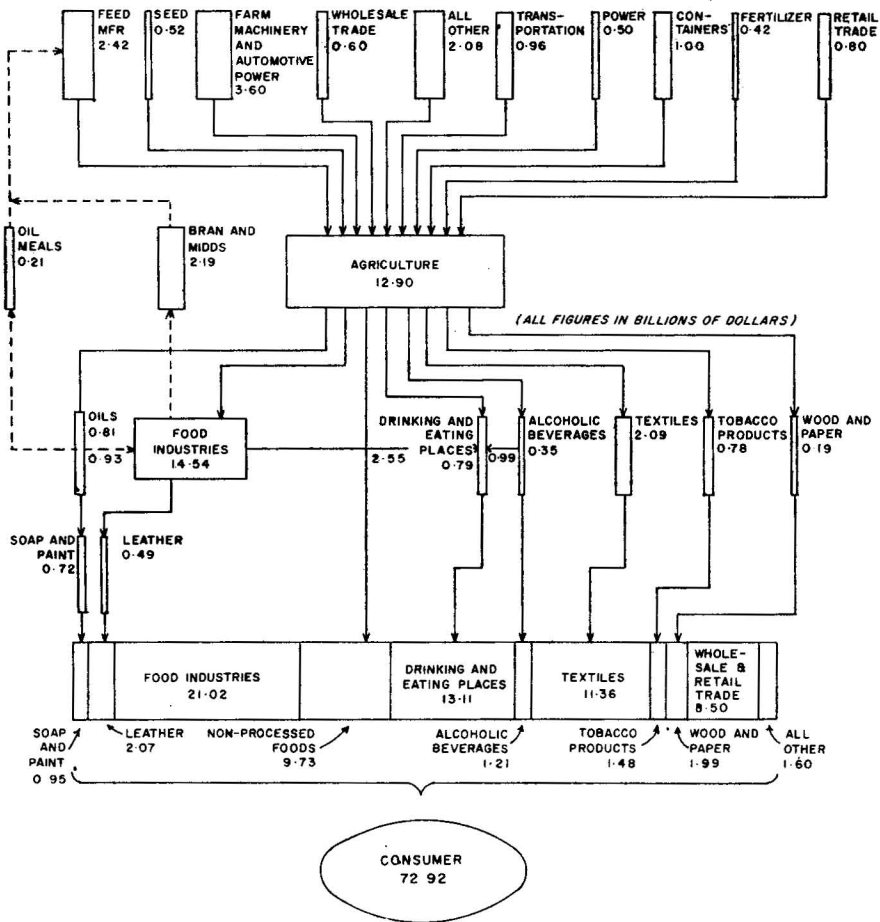 FEED
MFR
2·42
SEED
0·52
FARM
MACHINERY
AND
AUTOMOTIVE
POWER
3·60
WHOLESALE
TRADE
0·60
ALL
OTHER
2·08
TRANS-
PORTATION
0·96
POWER
0·50
CON-
TAINERS
1·00
FERTILIZER
0·42
RETAIL
TRADE
0·80
OIL
MEALS
0·21
BRAN AND
MIDDS
2·19
AGRICULTURE
12·90
(ALL FIGURES IN BILLIONS OF DOLLARS)
OILS
0·81
0·93
FOOD
INDUSTRIES
14·54
2·55
DRINKING AND
EATING
PLACES
0·79
0·99
ALCOHOLIC
BEVERAGES
0·35
TEXTILES
2·09
TOBACCO
PRODUCTS
0·78
WOOD AND
PAPER
0·19
SOAP AND
PAINT
0·72
LEATHER
0·49
FOOD INDUSTRIES
21·02
DRINKING AND
EATING PLACES
13·11
TEXTILES
11·36
WHOLE-
SALE &
RETAIL
TRADE
8·50
SOAP
AND
PAINT
0 95
LEATHER
2·07
NON-PROCESSED
FOODS
9·73
ALCOHOLIC
BEVERAGES
1·21
TOBACCO
PRODUCTS
1·48
WOOD AND
PAPER
1·99
ALL
OTHER
1·60
CONSUMER
72 92